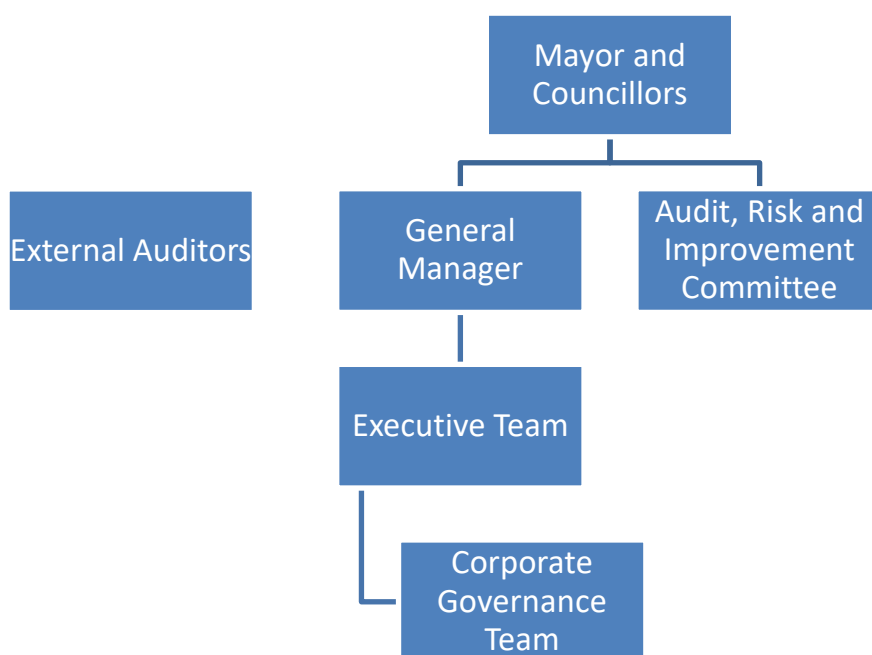 Mayor and
Councillors
External Auditors
General
Manager
Audit, Risk and
Improvement
Committee
Executive Team
Corporate
Governance
Team